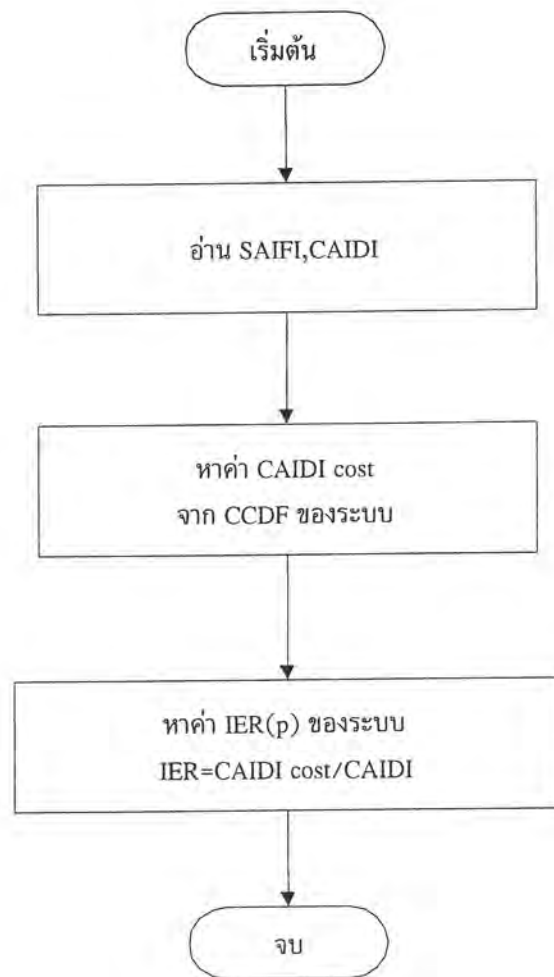 เริ่มต้น
อ่าน SAIFI,CAIDI
หาค่า CAIDI cost
จาก CCDF ของระบบ
หาค่า IER(p) ของระบบ
IER=CAIDI cost/CAIDI
จบ